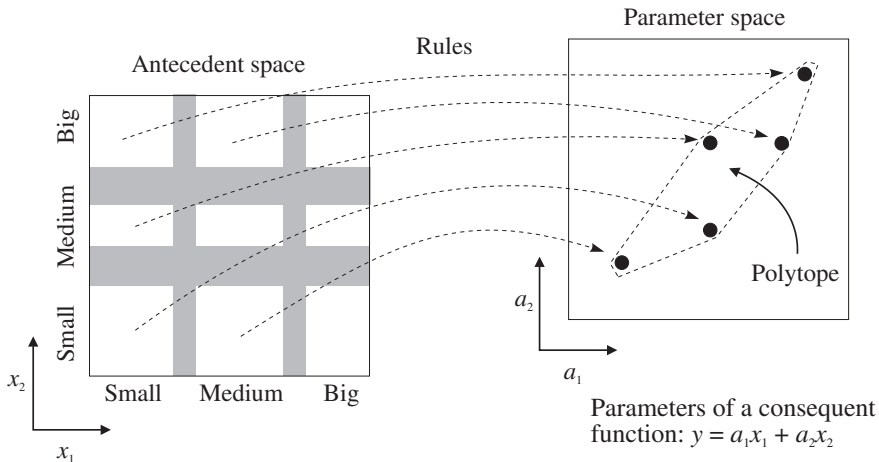 Parameter space
Rules
Antecedent space
Big
Medium
Small
x2
Small Medium Big
x1
Polytope
a2
a1
Parameters of a consequent
function: y = a1x1 + a2x2